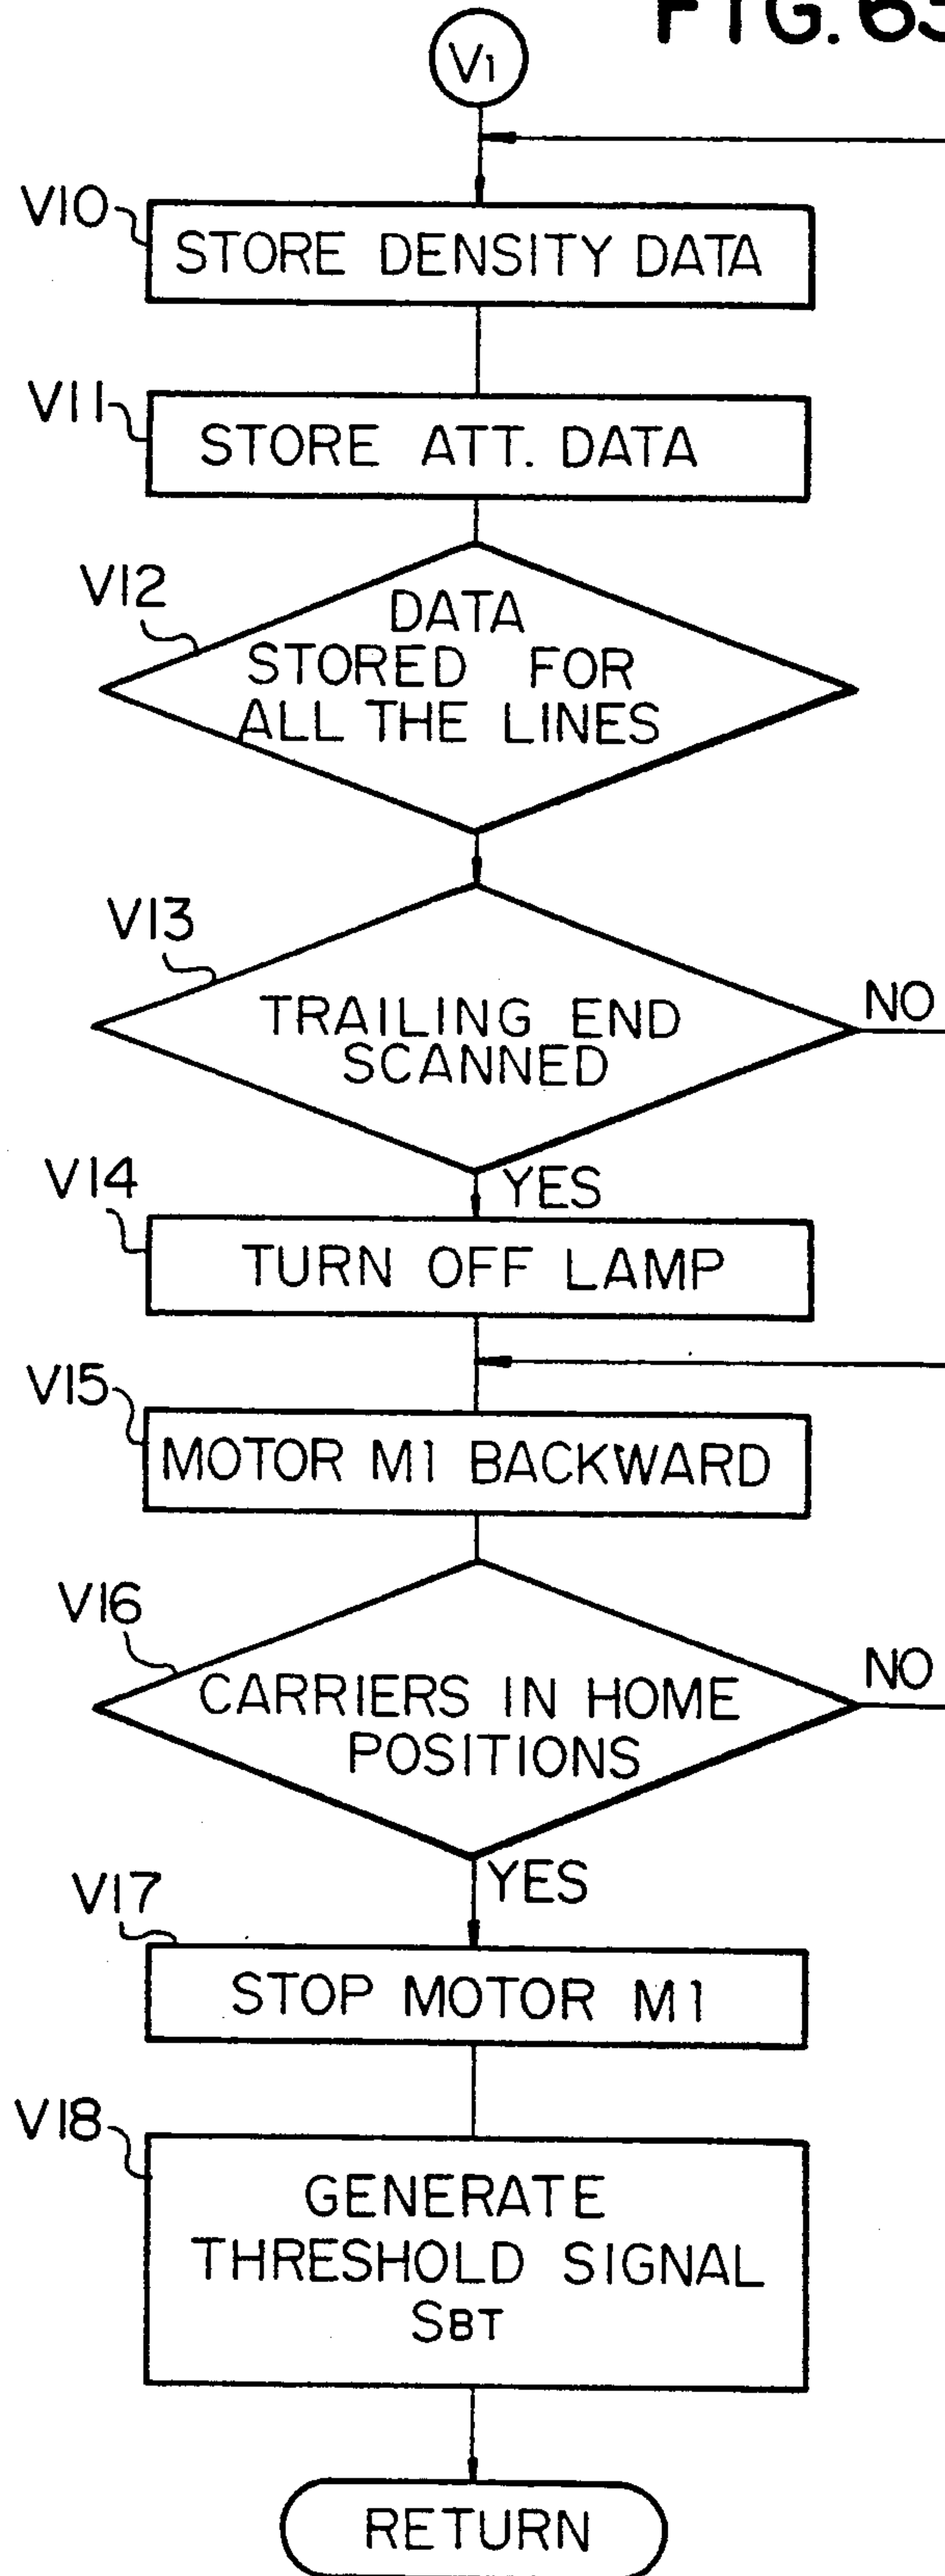 FIG. 63
V1
V10
STORE DENSITY DATA
V11
STORE ATT. DATA
V12
DATA
STORED FOR
ALL THE LINES
V13
TRAILING END
SCANNED
NO
YES
V14
TURN OFF LAMP
V15
MOTOR M1 BACKWARD
V16
CARRIERS IN HOME
POSITIONS
NO
YES
V17
STOP MOTOR M1
V18
GENERATE
THRESHOLD SIGNAL
SBT
RETURN